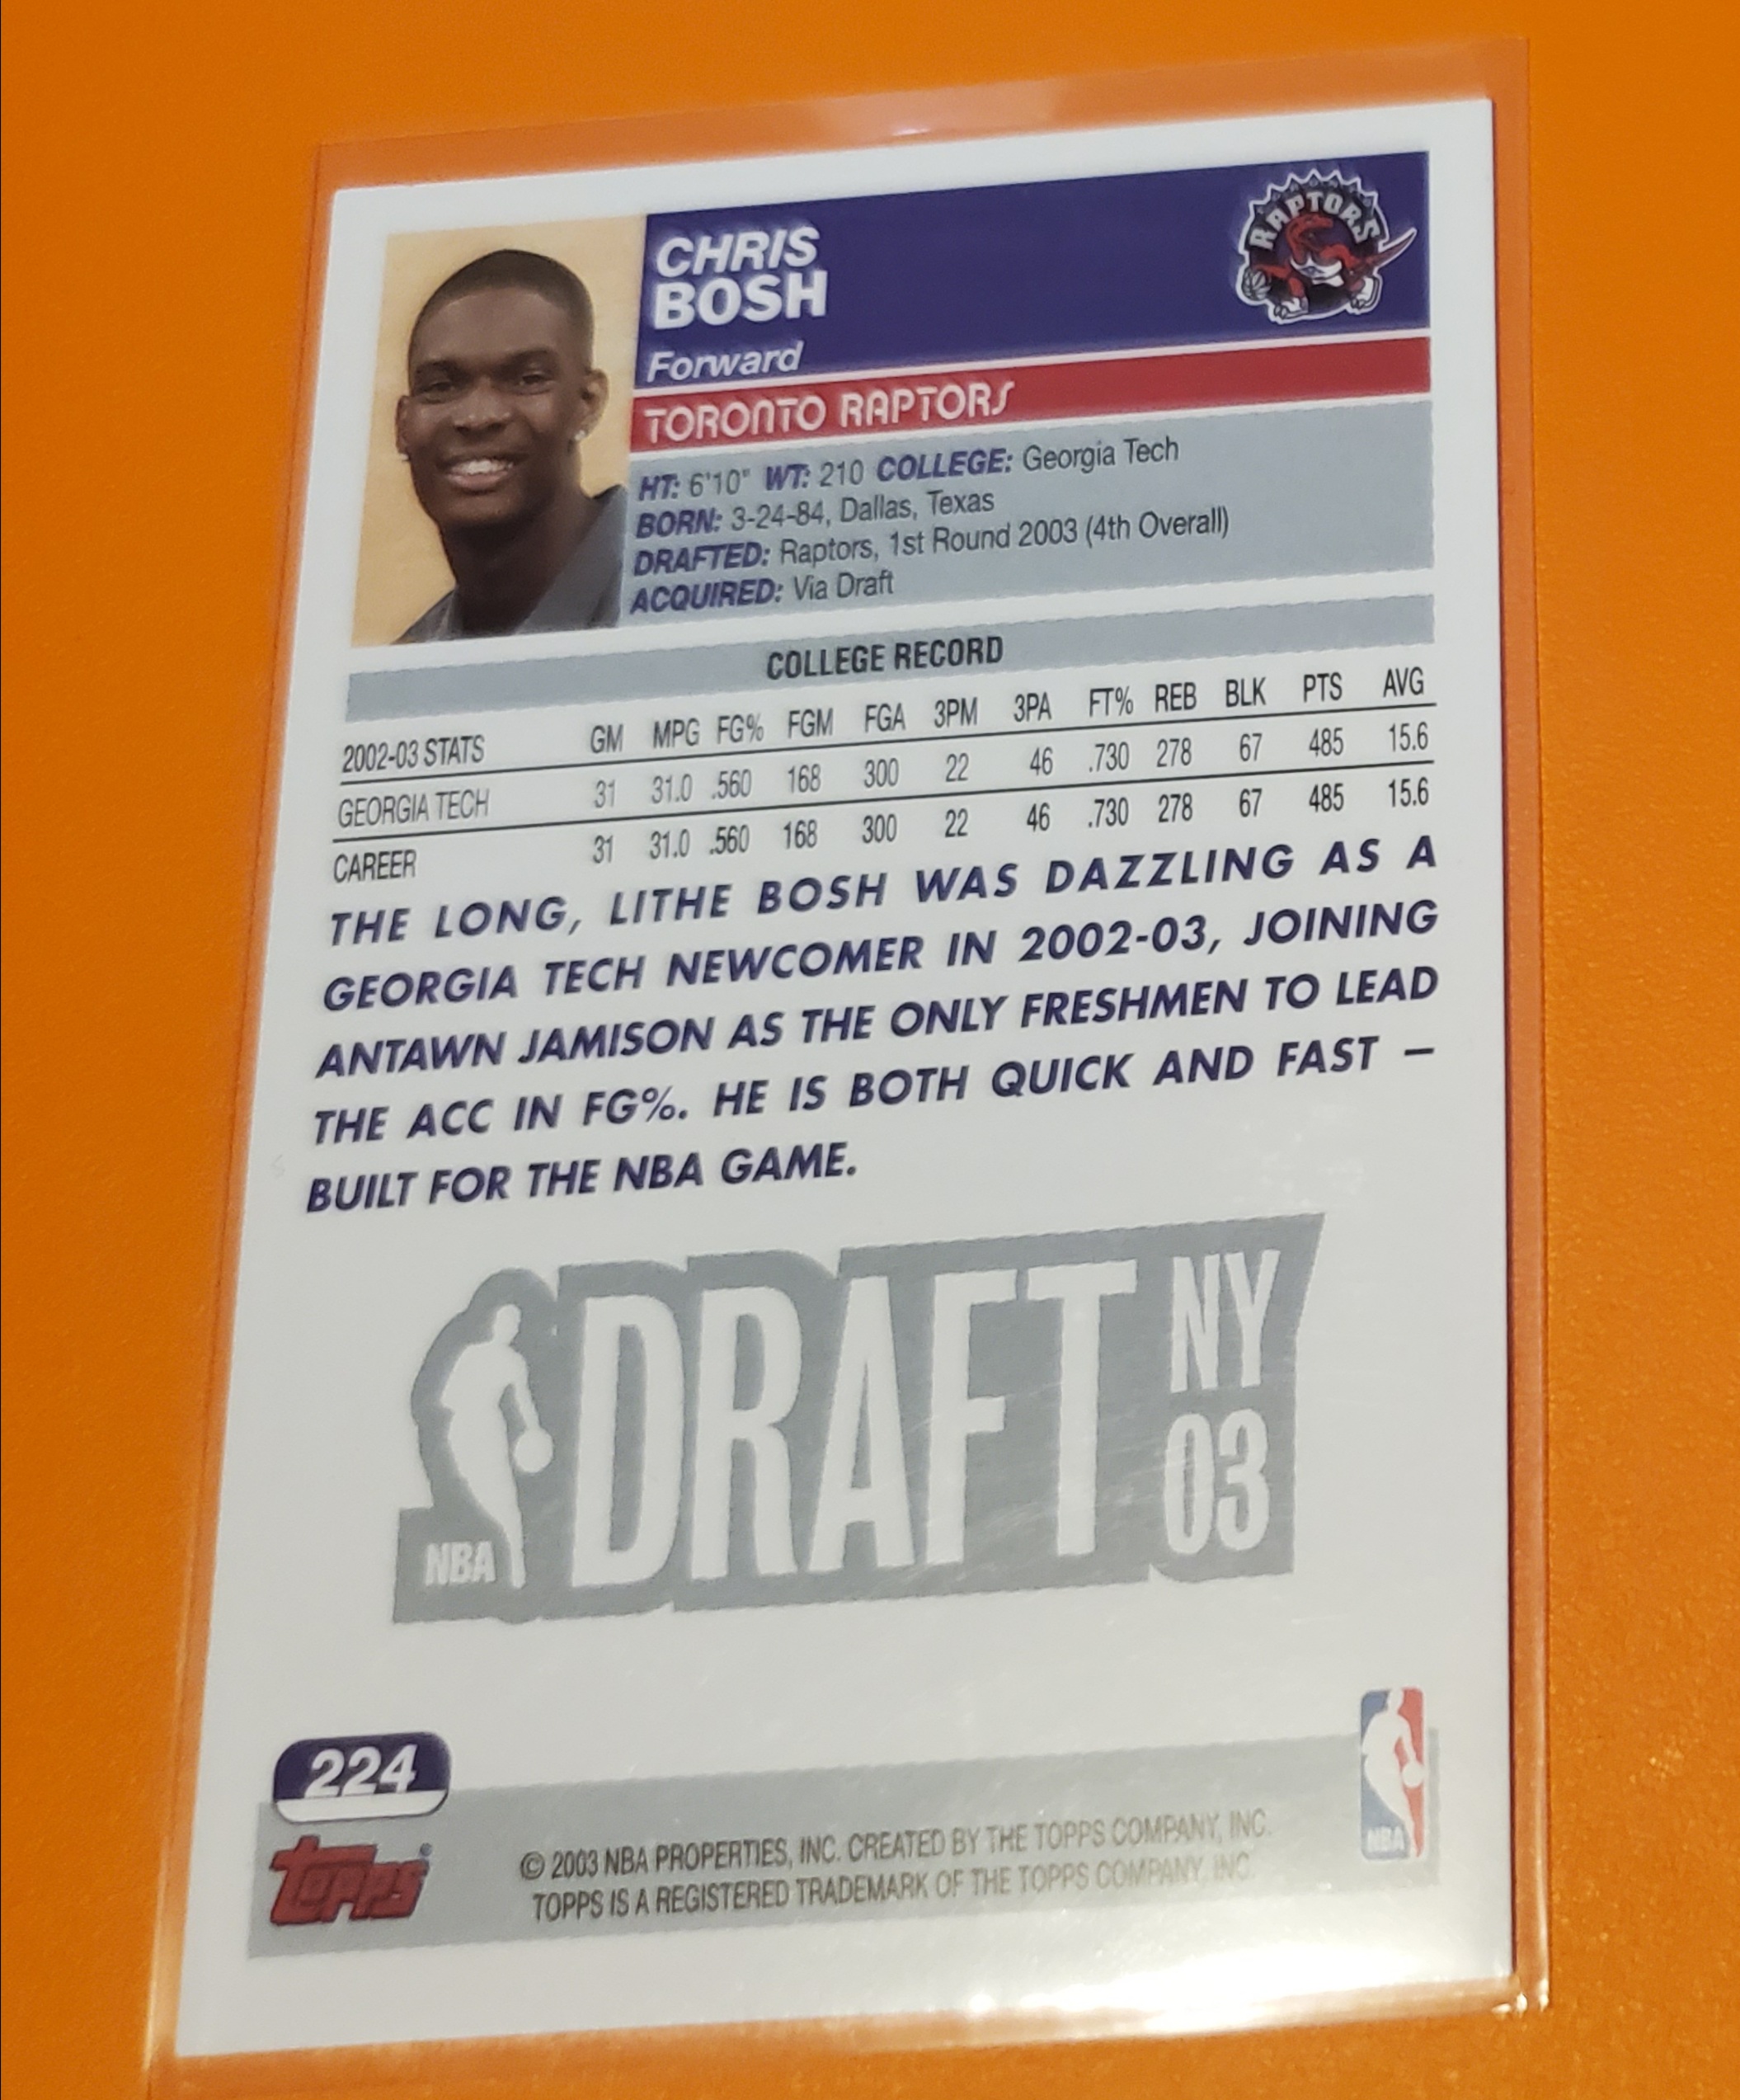 CHRIS
BOSH
Forward
RAPTORS
TORONTO RAPTORS
HT: 6'10" WT: 210 COLLEGE: Georgia Tech
BORN: 3-24-84, Dallas, Texas
DRAFTED: Raptors, 1st Round 2003 (4th Overall)
ACQUIRED: Via Draft
COLLEGE RECORD
2002-03 STATS GM MPG FG% FGM FGA 3PM 3PA FT% REB BLK PTS AVG
GEORGIA TECH 31 31.0 .560 168 300 22 46 .730 278 67 485 15.6
CAREER 31 31.0 .560 168 300 22 46 .730 278 67 485 15.6
THE LONG, LITHE BOSH WAS DAZZLING AS A
GEORGIA TECH NEWCOMER IN 2002-03, JOINING
ANTAWN JAMISON AS THE ONLY FRESHMEN TO LEAD
THE ACC IN FG%. HE IS BOTH QUICK AND FAST –
BUILT FOR THE NBA GAME.
NBA DRAFT NY
03
224
Topps®
© 2003 NBA PROPERTIES, INC. CREATED BY THE TOPPS COMPANY, INC.
TOPPS IS A REGISTERED TRADEMARK OF THE TOPPS COMPANY, INC.
NBA